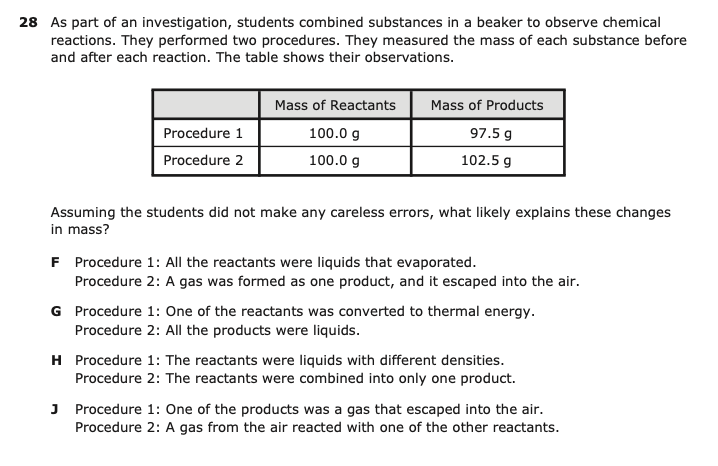 28 As part of an investigation, students combined substances in a beaker to observe chemical
reactions. They performed two procedures. They measured the mass of each substance before
and after each reaction. The table shows their observations.
Mass of Reactants Mass of Products
Procedure 1 100.0 g 97.5 g
Procedure 2 100.0 g 102.5 g
Assuming the students did not make any careless errors, what likely explains these changes
in mass?
F Procedure 1: All the reactants were liquids that evaporated.
Procedure 2: A gas was formed as one product, and it escaped into the air.
G Procedure 1: One of the reactants was converted to thermal energy.
Procedure 2: All the products were liquids.
H Procedure 1: The reactants were liquids with different densities.
Procedure 2: The reactants were combined into only one product.
J Procedure 1: One of the products was a gas that escaped into the air.
Procedure 2: A gas from the air reacted with one of the other reactants.